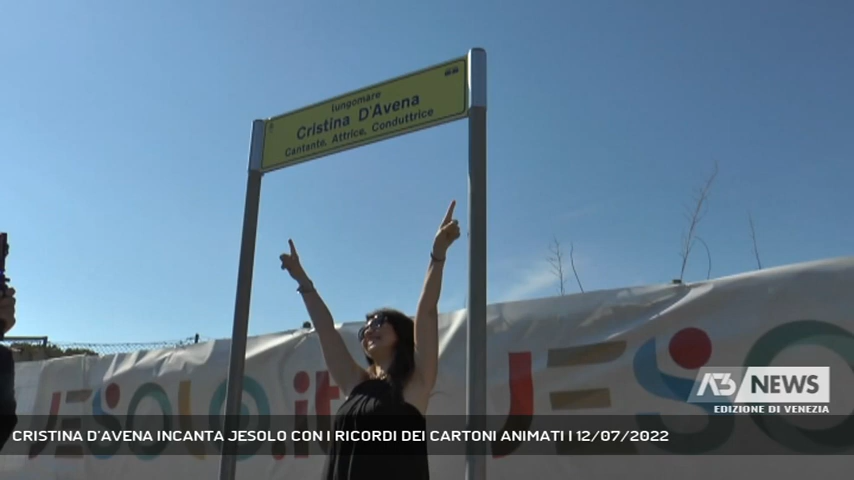 lungomare
Cristina D'Avena
Cantante, Attrice, Conduttrice
JESOLO.it
JESO
A3 NEWS
EDIZIONE DI VENEZIA
CRISTINA D'AVENA INCANTA JESOLO CON I RICORDI DEI CARTONI ANIMATI | 12/07/2022